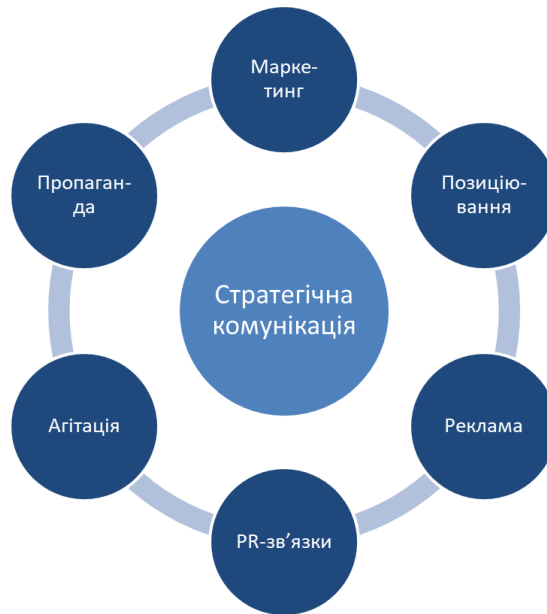 Марке-
тинг
Позицію-
вання
Реклама
PR-зв’язки
Агітація
Пропаган-
да
Стратегічна
комунікація